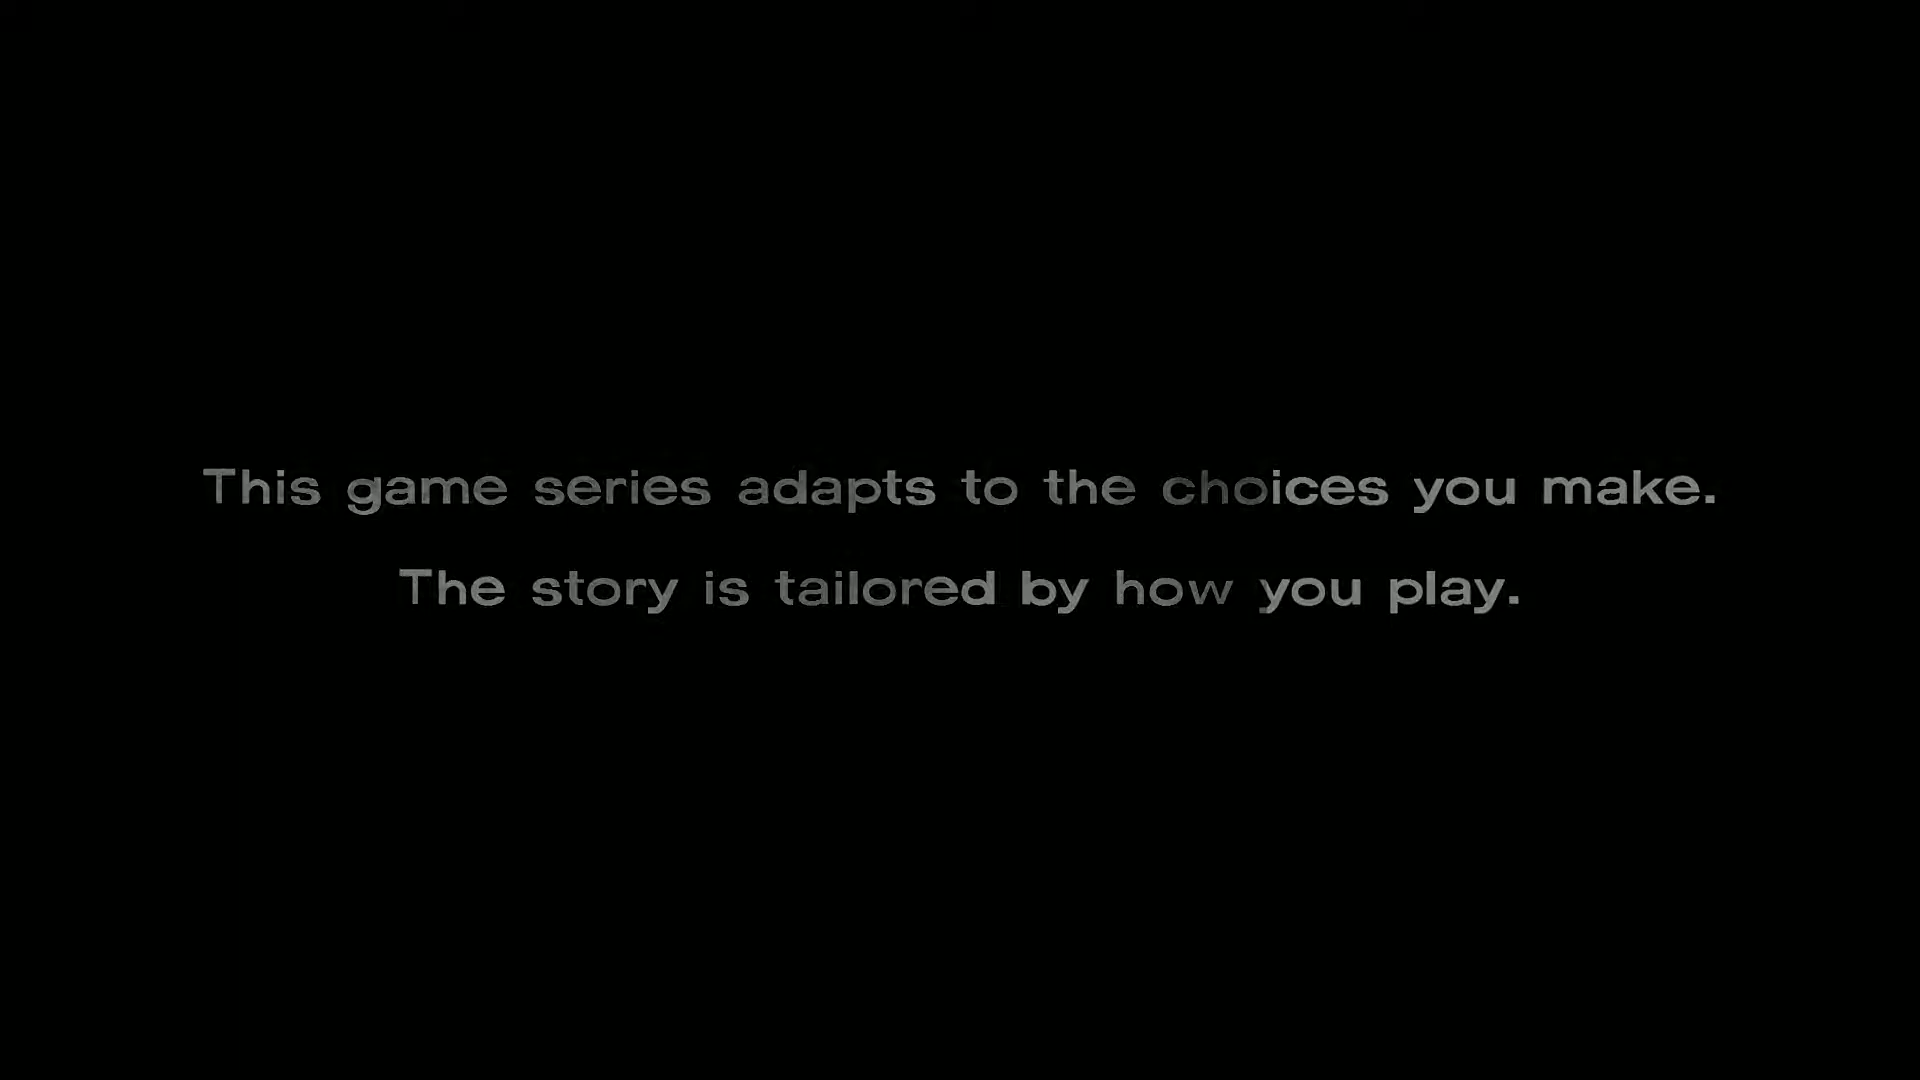 This game series adapts to the choices you make.
The story is tailored by how you play.